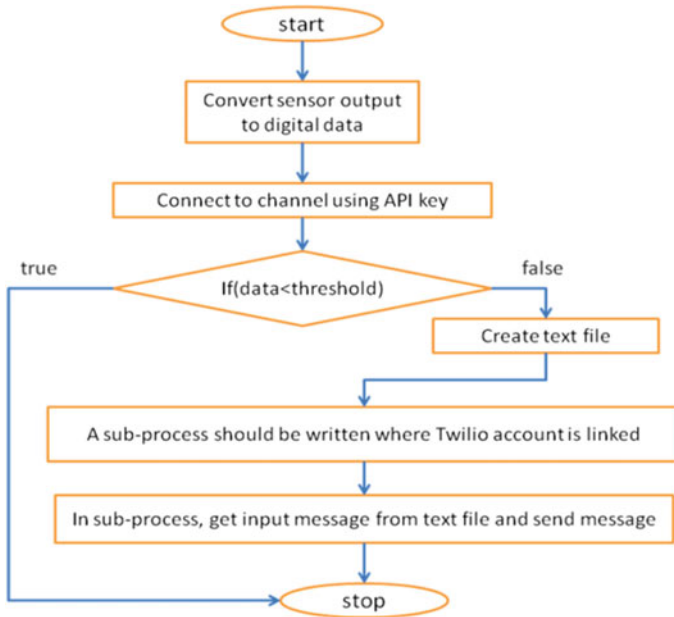 start
Convert sensor output
to digital data
Connect to channel using API key
true
false
If(data<threshold)
Create text file
A sub-process should be written where Twilio account is linked
In sub-process, get input message from text file and send message
stop